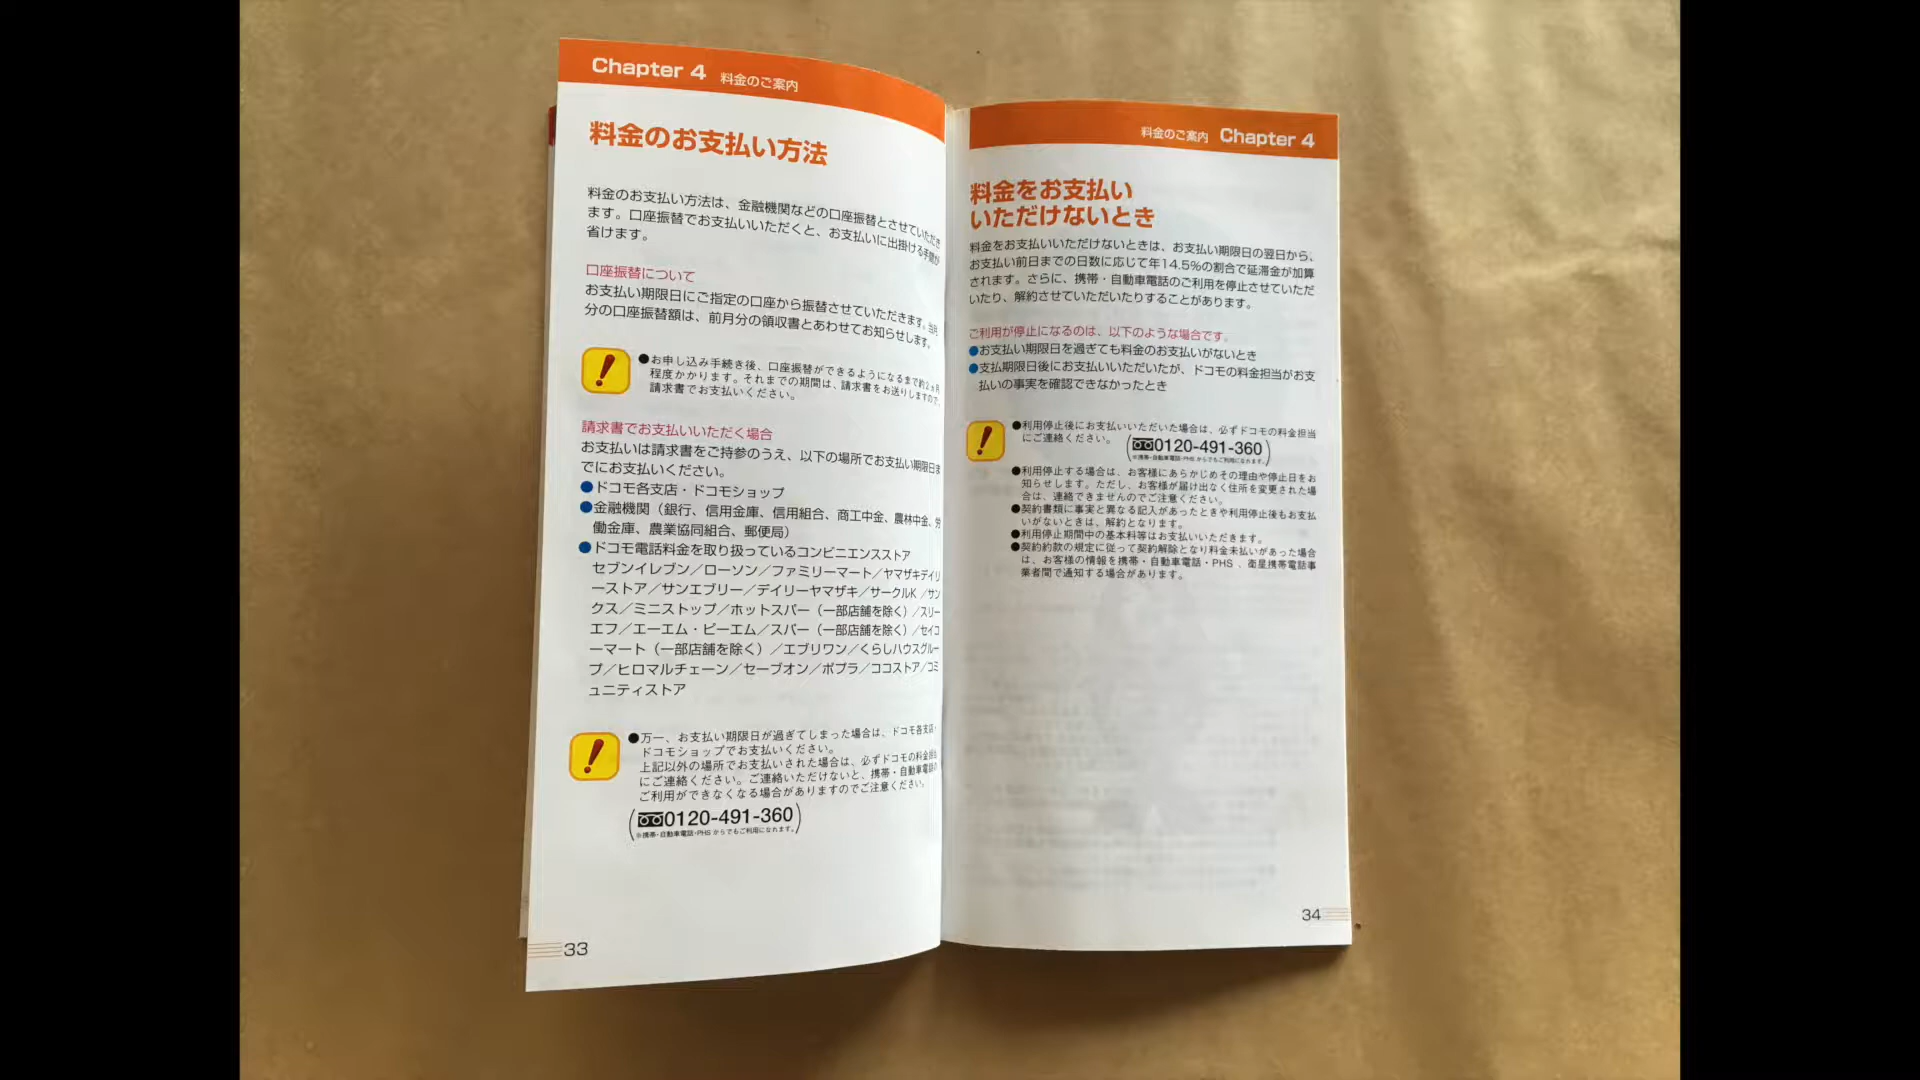 Chapter 4 料金のご案内
料金のお支払い方法
料金のお支払い方法は、金融機関などの口座振替とさせていただき
ます。口座振替でお支払いいただくと、お支払いに出掛ける手間が
省けます。
口座振替について
お支払い期限日にご指定の口座から振替させていただきます。当月
分の口座振替額は、前月分の領収書とあわせてお知らせします。
●お申し込み手続き後、口座振替ができるようになるまで約2ヵ月
程度かかります。それまでの期間は、請求書をお送りしますので、
請求書でお支払いください。
請求書でお支払いいただく場合
お支払いは請求書をご持参のうえ、以下の場所でお支払い期限日ま
でにお支払いください。
●ドコモ各支店・ドコモショップ
●金融機関（銀行、信用金庫、信用組合、商工中金、農林中金、労
働金庫、農業協同組合、郵便局）
●ドコモ電話料金を取り扱っているコンビニエンスストア
セブンイレブン／ローソン／ファミリーマート／ヤマザキデイリ
ーストア／サンエブリー／デイリーヤマザキ／サークルK／サン
クス／ミニストップ／ホットスパー（一部店舗を除く）／スリー
エフ／エーエム・ピーエム／スパー（一部店舗を除く）／セイコ
ーマート（一部店舗を除く）／エブリワン／くらしハウスグルー
プ／ヒロマルチェーン／セーブオン／ポプラ／ココストア／コミ
ュニティストア
●万一、お支払い期限日が過ぎてしまった場合は、ドコモ各支店・
ドコモショップでお支払いください。
上記以外の場所でお支払いされた場合は、必ずドコモの料金担当
にご連絡ください。ご連絡いただけないと、携帯・自動車電話の
ご利用ができなくなる場合がありますのでご注意ください。
0120-491-360
※携帯・自動車電話・PHSからでもご利用になれます。
33
料金のご案内 Chapter 4
料金をお支払い
いただけないとき
料金をお支払いいただけないときは、お支払い期限日の翌日から、
お支払い前日までの日数に応じて年14.5%の割合で延滞金が加算
されます。さらに、携帯・自動車電話のご利用を停止させていただ
いたり、解約させていただいたりすることがあります。
ご利用が停止になるのは、以下のような場合です。
●お支払い期限日を過ぎても料金のお支払いがないとき
●支払期限日後にお支払いいただいたが、ドコモの料金担当がお支
払いの事実を確認できなかったとき
●利用停止後にお支払いいただいた場合は、必ずドコモの料金担当
にご連絡ください。
0120-491-360
※携帯・自動車電話・PHSからでもご利用になれます。
●利用停止する場合は、お客様にあらかじめその理由や停止日をお
知らせします。ただし、お客様が届け出なく住所を変更された場
合は、連絡できませんのでご注意ください。
●契約書類に事実と異なる記入があったときや利用停止後もお支払
いがないときは、解約となります。
●利用停止期間中の基本料等はお支払いいただきます。
●契約約款の規定に従って契約解除となり料金未払いがあった場合
は、お客様の情報を携帯・自動車電話・PHS、衛星携帯電話事
業者間で通知する場合があります。
34